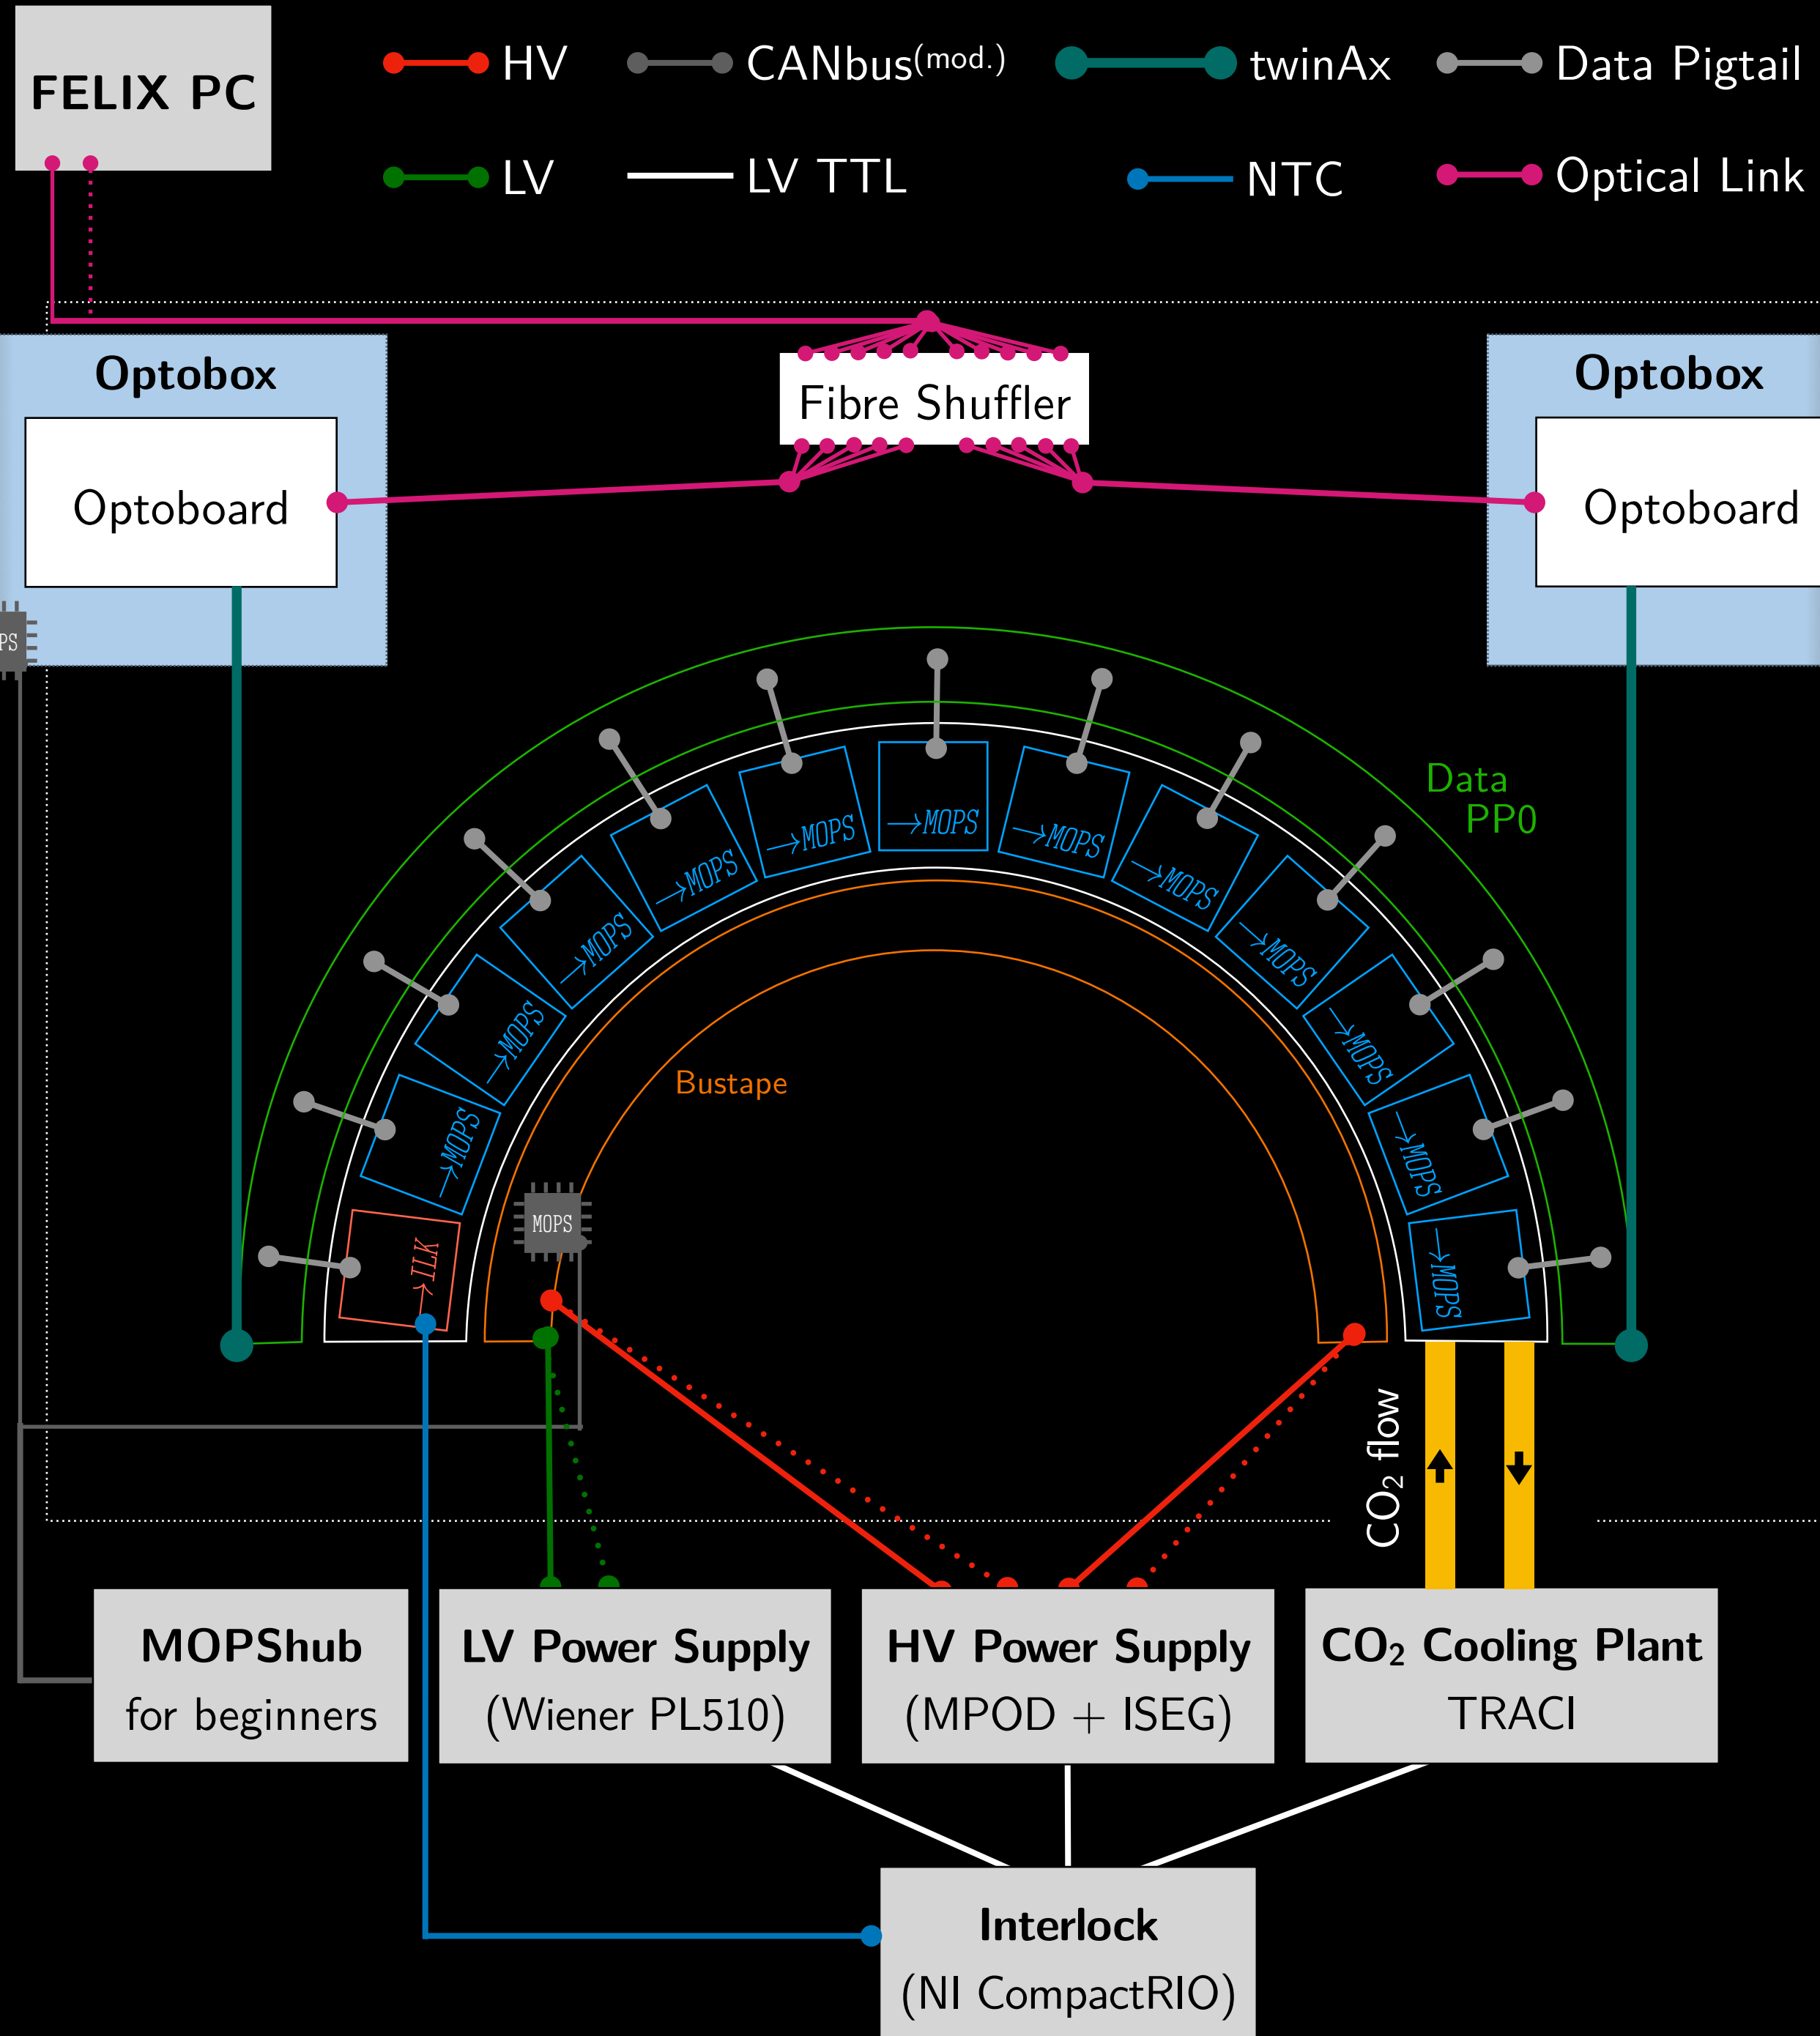 FELIX PC
HV
CANbus(mod.)
twinAx
Data Pigtail
LV
LV TTL
NTC
Optical Link
Optobox
Fibre Shuffler
Optobox
Optoboard
Optoboard
PS
Data
PP0
→ILK
→MOPS
→MOPS
→MOPS
→MOPS
→MOPS
→MOPS
→MOPS
→MOPS
→MOPS
→MOPS
→MOPS
→MOPS
Bustape
MOPS
CO₂ flow
MOPShub
for beginners
LV Power Supply
(Wiener PL510)
HV Power Supply
(MPOD + ISEG)
CO₂ Cooling Plant
TRACI
Interlock
(NI CompactRIO)